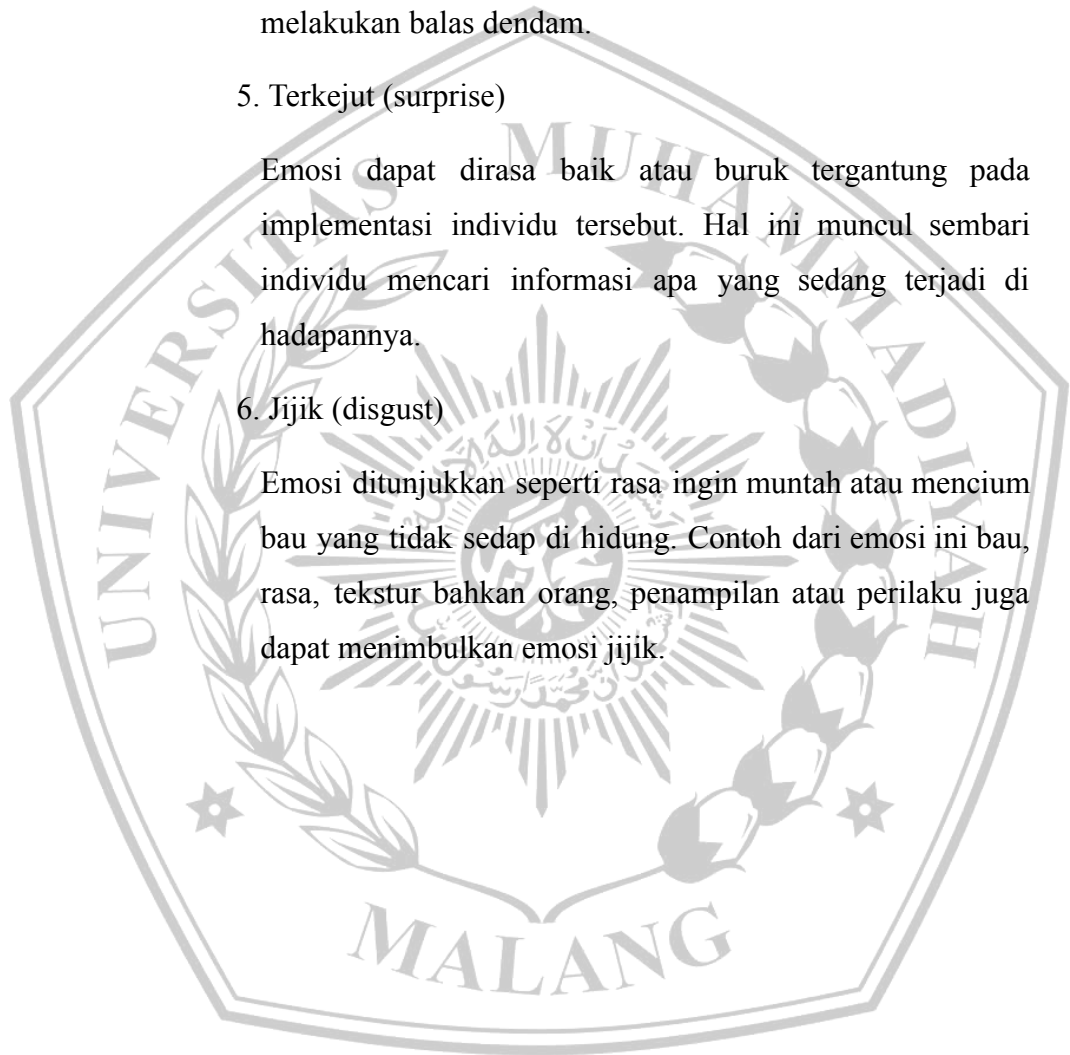 melakukan balas dendam.
5. Terkejut (surprise)
Emosi dapat dirasa baik atau buruk tergantung pada
implementasi individu tersebut. Hal ini muncul sembari
individu mencari informasi apa yang sedang terjadi di
hadapannya.
6. Jijik (disgust)
Emosi ditunjukkan seperti rasa ingin muntah atau mencium
bau yang tidak sedap di hidung. Contoh dari emosi ini bau,
rasa, tekstur bahkan orang, penampilan atau perilaku juga
dapat menimbulkan emosi jijik.
UNIVERSITAS MUHAMMADIYAH
MALANG